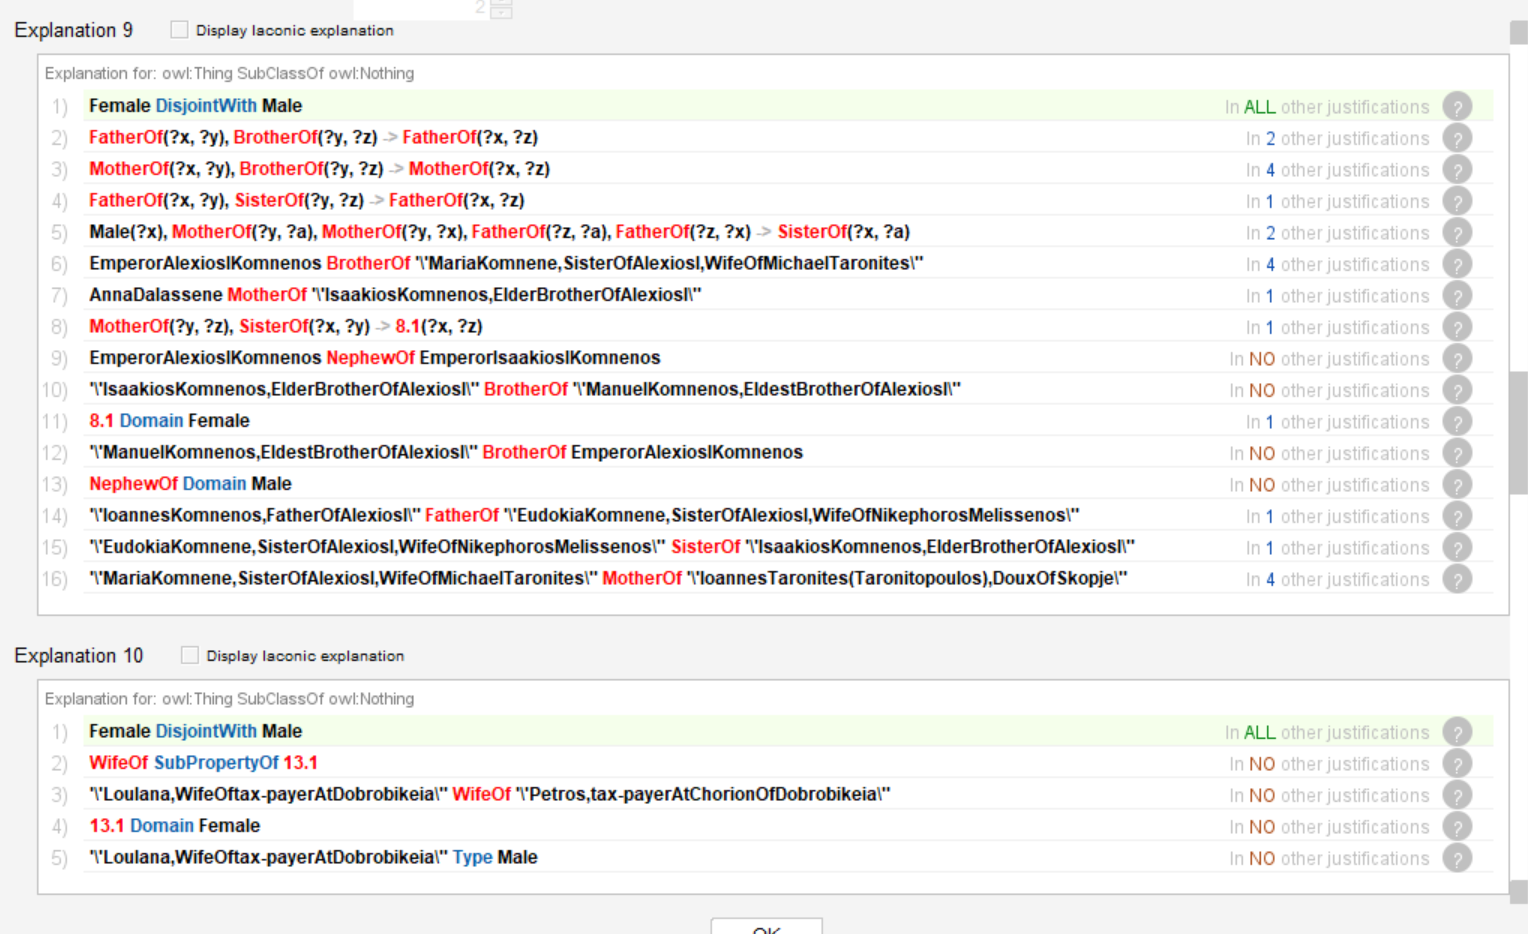 2
Explanation 9 Display laconic explanation
Explanation for: owl:Thing SubClassOf owl:Nothing
1) Female DisjointWith Male In ALL other justifications ?
2) FatherOf(?x, ?y), BrotherOf(?y, ?z) -> FatherOf(?x, ?z) In 2 other justifications ?
3) MotherOf(?x, ?y), BrotherOf(?y, ?z) -> MotherOf(?x, ?z) In 4 other justifications ?
4) FatherOf(?x, ?y), SisterOf(?y, ?z) -> FatherOf(?x, ?z) In 1 other justifications ?
5) Male(?x), MotherOf(?y, ?a), MotherOf(?y, ?x), FatherOf(?z, ?a), FatherOf(?z, ?x) -> SisterOf(?x, ?a) In 2 other justifications ?
6) EmperorAlexiosIKomnenos BrotherOf '\'MariaKomnene,SisterOfAlexiosI,WifeOfMichaelTaronites\'' In 4 other justifications ?
7) AnnaDalassene MotherOf '\'IsaakiosKomnenos,ElderBrotherOfAlexiosI\'' In 1 other justifications ?
8) MotherOf(?y, ?z), SisterOf(?x, ?y) -> 8.1(?x, ?z) In 1 other justifications ?
9) EmperorAlexiosIKomnenos NephewOf EmperorIsaakiosIKomnenos In NO other justifications ?
10) '\'IsaakiosKomnenos,ElderBrotherOfAlexiosI\'' BrotherOf '\'ManuelKomnenos,EldestBrotherOfAlexiosI\'' In NO other justifications ?
11) 8.1 Domain Female In 1 other justifications ?
12) '\'ManuelKomnenos,EldestBrotherOfAlexiosI\'' BrotherOf EmperorAlexiosIKomnenos In NO other justifications ?
13) NephewOf Domain Male In NO other justifications ?
14) '\'IoannesKomnenos,FatherOfAlexiosI\'' FatherOf '\'EudokiaKomnene,SisterOfAlexiosI,WifeOfNikephorosMelissenos\'' In 1 other justifications ?
15) '\'EudokiaKomnene,SisterOfAlexiosI,WifeOfNikephorosMelissenos\'' SisterOf '\'IsaakiosKomnenos,ElderBrotherOfAlexiosI\'' In 1 other justifications ?
16) '\'MariaKomnene,SisterOfAlexiosI,WifeOfMichaelTaronites\'' MotherOf '\'IoannesTaronites(Taronitopoulos),DouxOfSkopje\'' In 4 other justifications ?
Explanation 10 Display laconic explanation
Explanation for: owl:Thing SubClassOf owl:Nothing
1) Female DisjointWith Male In ALL other justifications ?
2) WifeOf SubPropertyOf 13.1 In NO other justifications ?
3) '\'Loulana,WifeOftax-payerAtDobrobikeia\'' WifeOf '\'Petros,tax-payerAtChorionOfDobrobikeia\'' In NO other justifications ?
4) 13.1 Domain Female In NO other justifications ?
5) '\'Loulana,WifeOftax-payerAtDobrobikeia\'' Type Male In NO other justifications ?
OK